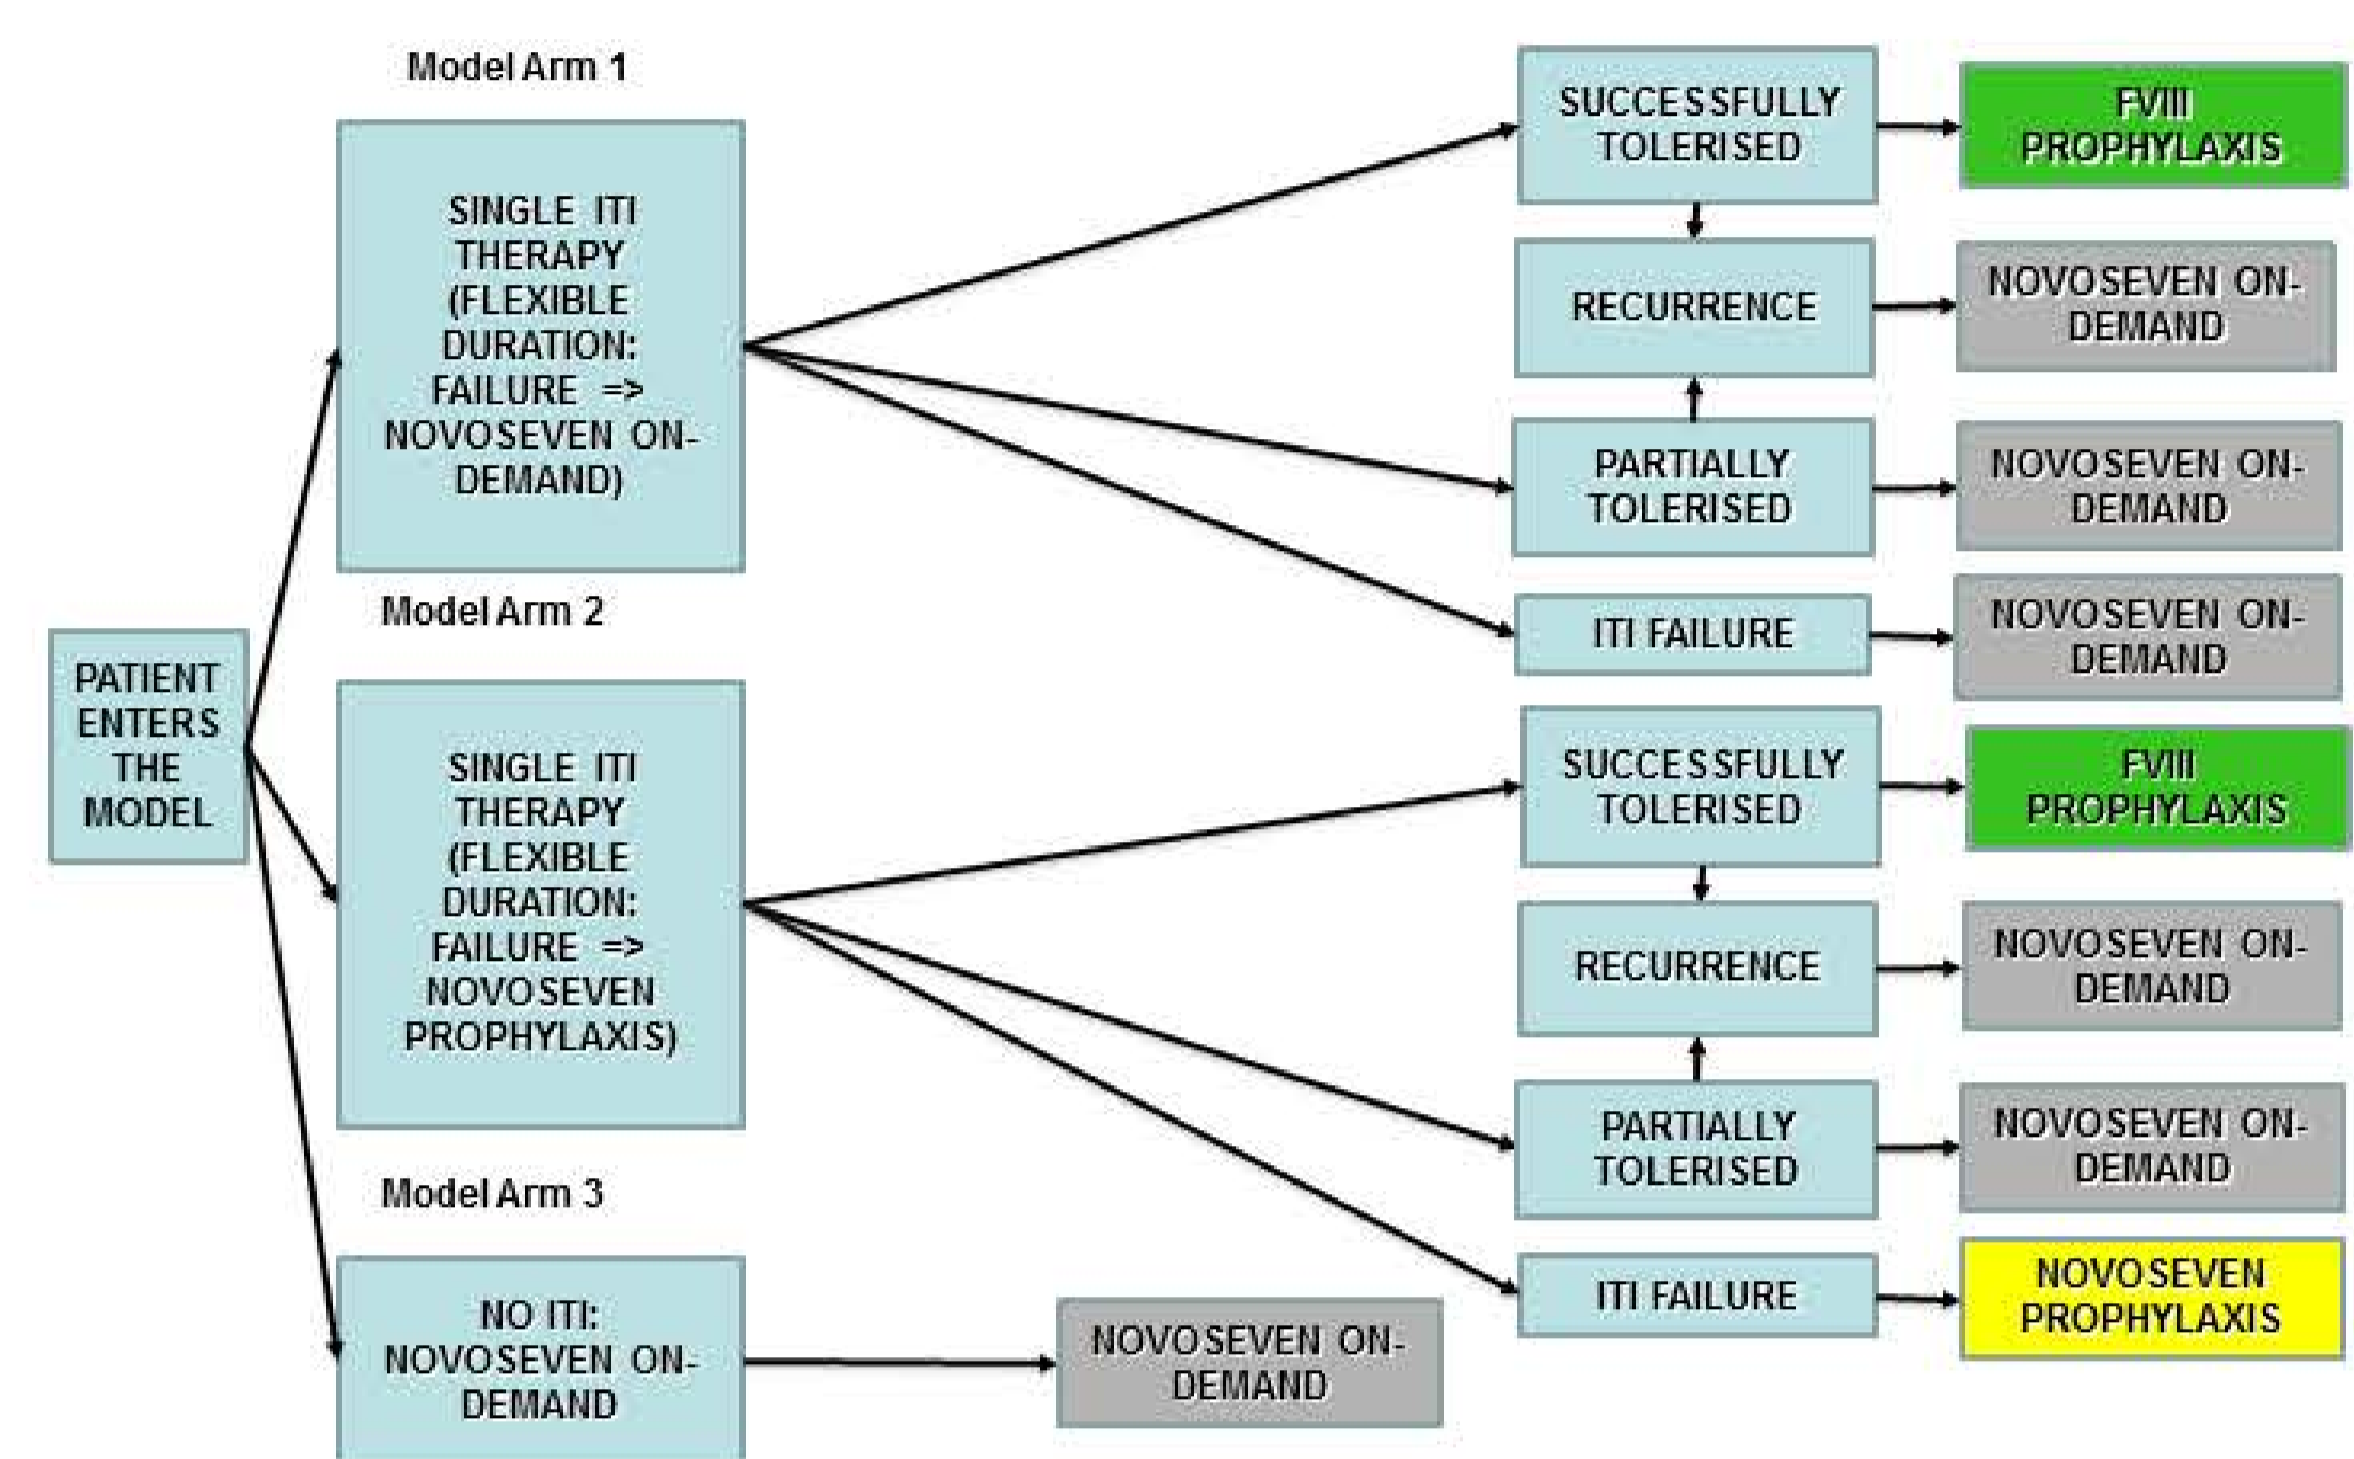 Model Arm 1
SINGLE ITI
THERAPY
(FLEXIBLE
DURATION:
FAILURE =>
NOVOSEVEN ON-
DEMAND)
SUCCESSFULLY
TOLERISED
FVIII
PROPHYLAXIS
RECURRENCE
NOVOSEVEN ON-
DEMAND
PARTIALLY
TOLERISED
NOVOSEVEN ON-
DEMAND
ITI FAILURE
NOVOSEVEN ON-
DEMAND
PATIENT
ENTERS
THE
MODEL
Model Arm 2
SINGLE ITI
THERAPY
(FLEXIBLE
DURATION:
FAILURE =>
NOVOSEVEN
PROPHYLAXIS)
SUCCESSFULLY
TOLERISED
FVIII
PROPHYLAXIS
RECURRENCE
NOVOSEVEN ON-
DEMAND
PARTIALLY
TOLERISED
NOVOSEVEN ON-
DEMAND
ITI FAILURE
NOVOSEVEN
PROPHYLAXIS
Model Arm 3
NO ITI:
NOVOSEVEN ON-
DEMAND
NOVOSEVEN ON-
DEMAND